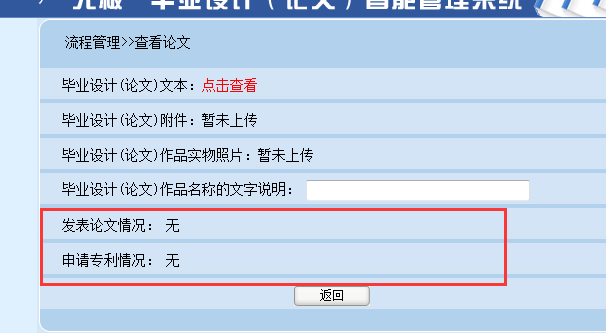 毕业设计(论文)智能管理系统
流程管理>>查看论文
毕业设计(论文)文本：点击查看
毕业设计(论文)附件：暂未上传
毕业设计(论文)作品实物照片：暂未上传
毕业设计(论文)作品名称的文字说明：
发表论文情况： 无
申请专利情况： 无
返回